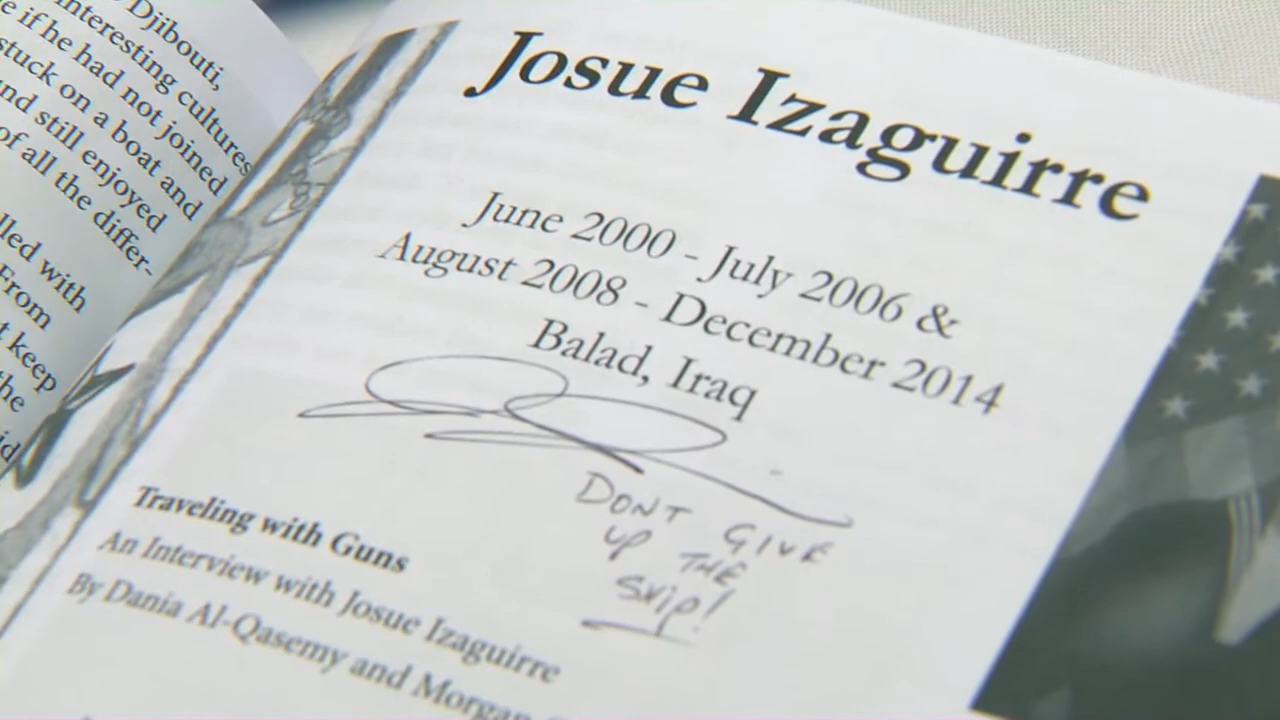 Djibouti,
interesting cultures
e if he had not joined
stuck on a boat and
and still enjoyed
of all the differ-
lled with
From
t keep
the
Josue Izaguirre
June 2000 - July 2006 &
August 2008 - December 2014
Balad, Iraq
DONT GIVE
UP THE
SHIP!
Traveling with Guns
An Interview with Josue Izaguirre
By Dania Al-Qasemy and Morgan